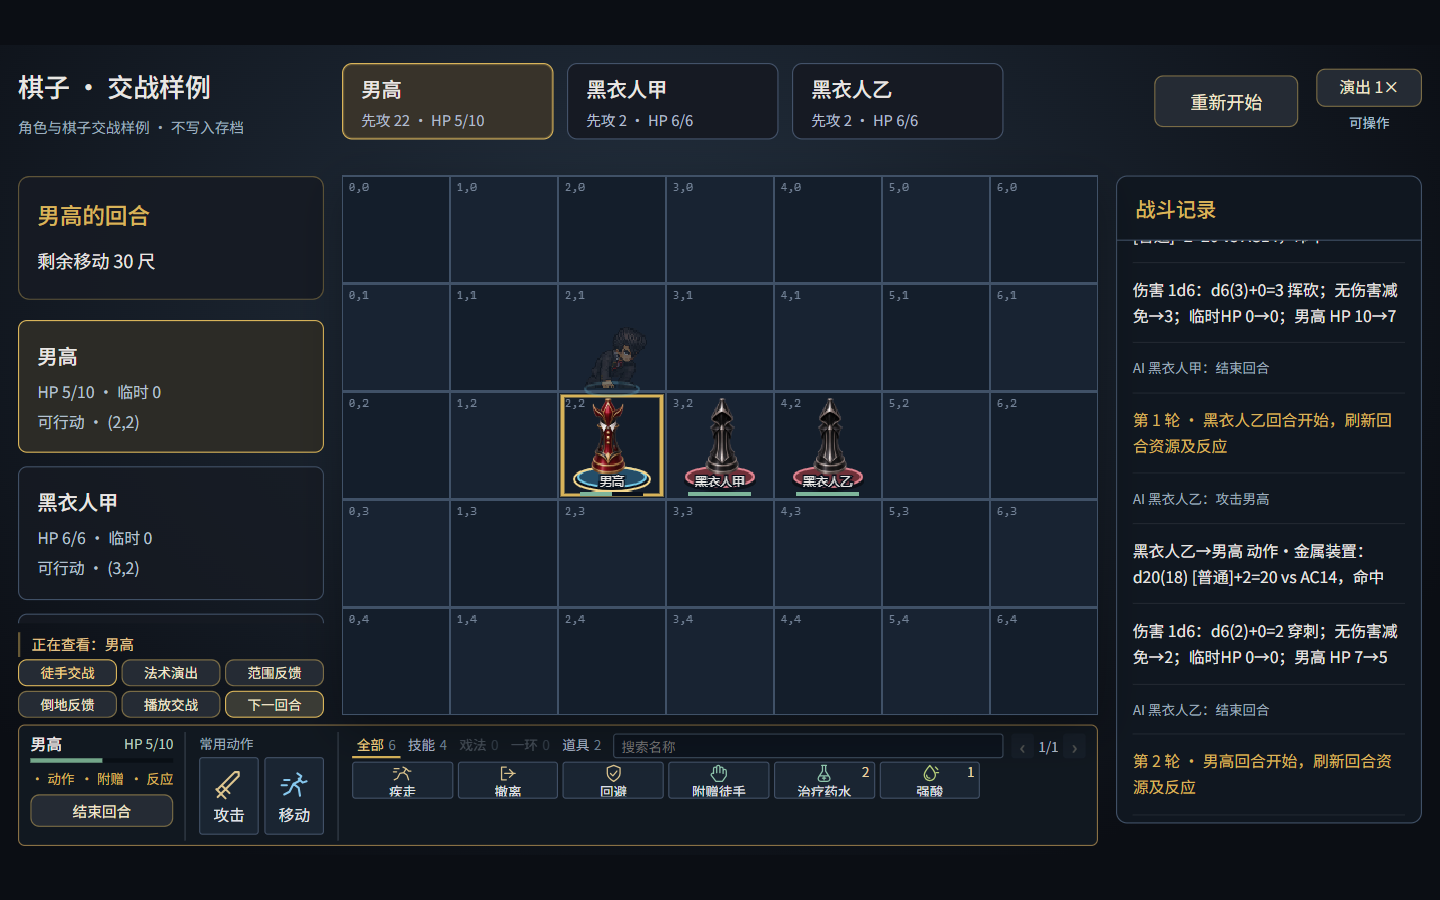 棋子 · 交战样例
角色与棋子交战样例 · 不写入存档
男高
先攻 22 · HP 5/10
黑衣人甲
先攻 2 · HP 6/6
黑衣人乙
先攻 2 · HP 6/6
重新开始
演出 1×
可操作
男高的回合
剩余移动 30 尺
男高
HP 5/10 · 临时 0
可行动 · (2,2)
黑衣人甲
HP 6/6 · 临时 0
可行动 · (3,2)
正在查看：男高
徒手交战
法术演出
范围反馈
倒地反馈
播放交战
下一回合
0,0 1,0 2,0 3,0 4,0 5,0 6,0
0,1 1,1 2,1 3,1 4,1 5,1 6,1
0,2 1,2 2,2 3,2 4,2 5,2 6,2
男高
黑衣人甲
黑衣人乙
0,3 1,3 2,3 3,3 4,3 5,3 6,3
0,4 1,4 2,4 3,4 4,4 5,4 6,4
战斗记录
伤害 1d6：d6(3)+0=3 挥砍；无伤害减
免→3；临时HP 0→0；男高 HP 10→7
AI 黑衣人甲：结束回合
第 1 轮 · 黑衣人乙回合开始，刷新回
合资源及反应
AI 黑衣人乙：攻击男高
黑衣人乙→男高 动作·金属装置：
d20(18) [普通]+2=20 vs AC14，命中
伤害 1d6：d6(2)+0=2 穿刺；无伤害减
免→2；临时HP 0→0；男高 HP 7→5
AI 黑衣人乙：结束回合
第 2 轮 · 男高回合开始，刷新回合资
源及反应
男高
HP 5/10
· 动作 · 附赠 · 反应
结束回合
常用动作
攻击
移动
全部 6 技能 4 戏法 0 一环 0 道具 2
搜索名称
‹ 1/1 ›
疾走
撤离
回避
附赠徒手
治疗药水 2
强酸 1